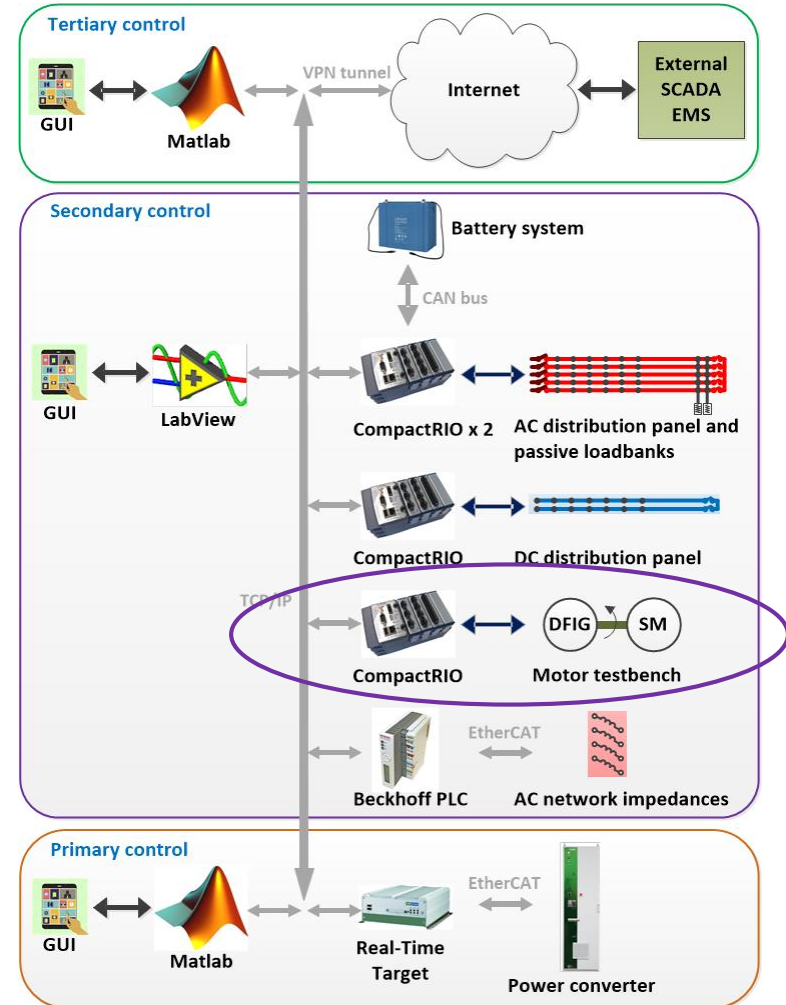 Tertiary control
VPN tunnel
GUI
Matlab
Internet
External
SCADA
EMS
Secondary control
Battery system
CAN bus
GUI
LabView
CompactRIO x 2
AC distribution panel and
passive loadbanks
CompactRIO
DC distribution panel
TCP/IP
DFIG
SM
CompactRIO
Motor testbench
EtherCAT
Beckhoff PLC
AC network impedances
Primary control
EtherCAT
GUI
Matlab
Real-Time
Target
Power converter